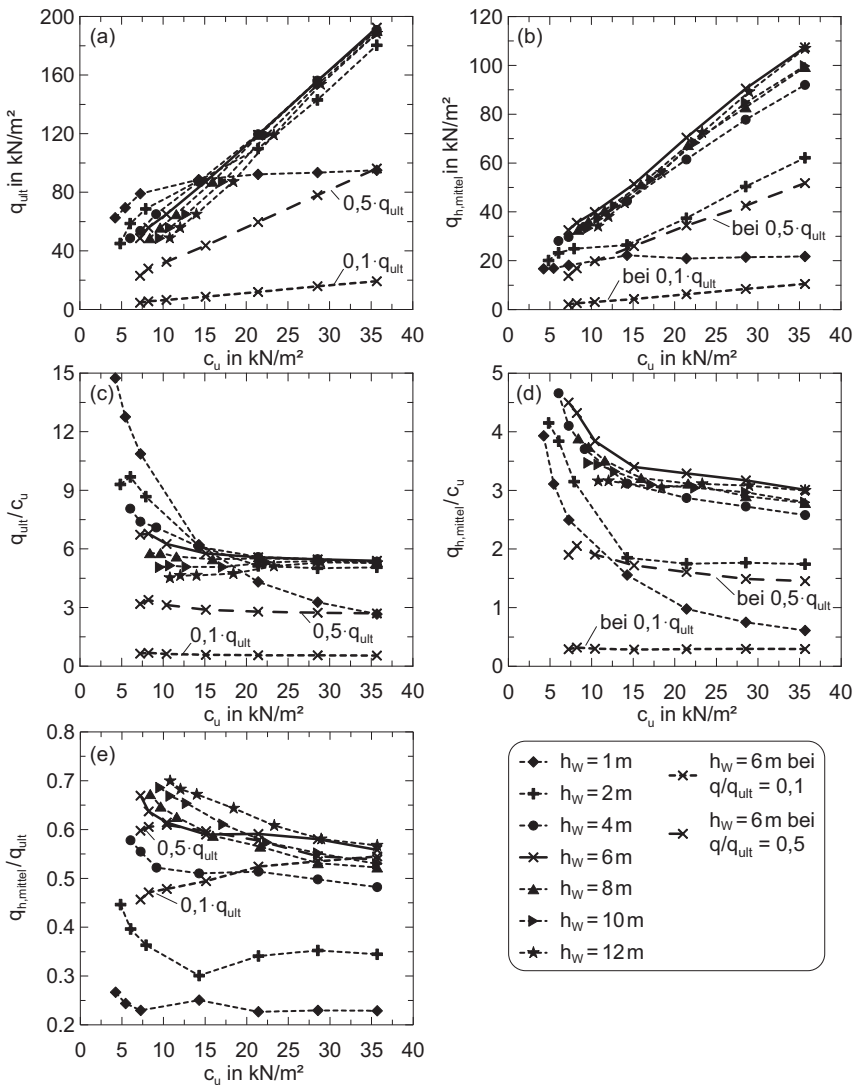 (a)
q_ult in kN/m²
200
160
120
80
40
0
0,5·q_ult
0,1·q_ult
0 5 10 15 20 25 30 35 40
c_u in kN/m²
(b)
q_h,mittel in kN/m²
120
100
80
60
40
20
0
bei 0,5·q_ult
bei 0,1·q_ult
0 5 10 15 20 25 30 35 40
c_u in kN/m²
(c)
q_ult/c_u
15
12
9
6
3
0
0,1·q_ult
0,5·q_ult
0 5 10 15 20 25 30 35 40
c_u in kN/m²
(d)
q_h,mittel/c_u
5
4
3
2
1
0
bei 0,5·q_ult
bei 0,1·q_ult
0 5 10 15 20 25 30 35 40
c_u in kN/m²
(e)
q_h,mittel/q_ult
0.8
0.7
0.6
0.5
0.4
0.3
0.2
0,5·q_ult
0,1·q_ult
0 5 10 15 20 25 30 35 40
c_u in kN/m²
h_W = 1m
h_W = 2m
h_W = 4m
h_W = 6m
h_W = 8m
h_W = 10m
h_W = 12m
h_W = 6m bei
q/q_ult = 0,1
h_W = 6m bei
q/q_ult = 0,5